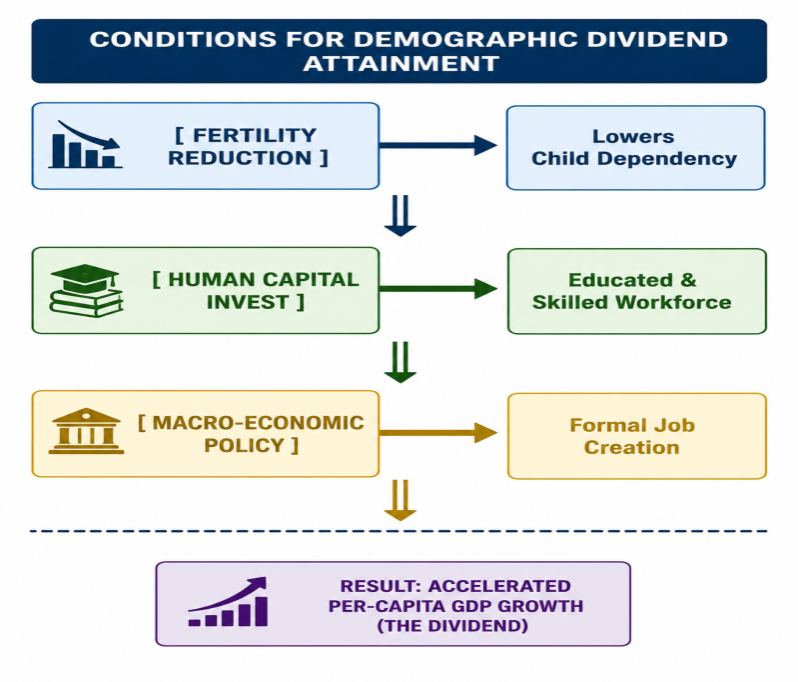 CONDITIONS FOR DEMOGRAPHIC DIVIDEND
ATTAINMENT
[ FERTILITY
REDUCTION ]
Lowers
Child Dependency
[ HUMAN CAPITAL
INVEST ]
Educated &
Skilled Workforce
[ MACRO-ECONOMIC
POLICY ]
Formal Job
Creation
RESULT: ACCELERATED
PER-CAPITA GDP GROWTH
(THE DIVIDEND)